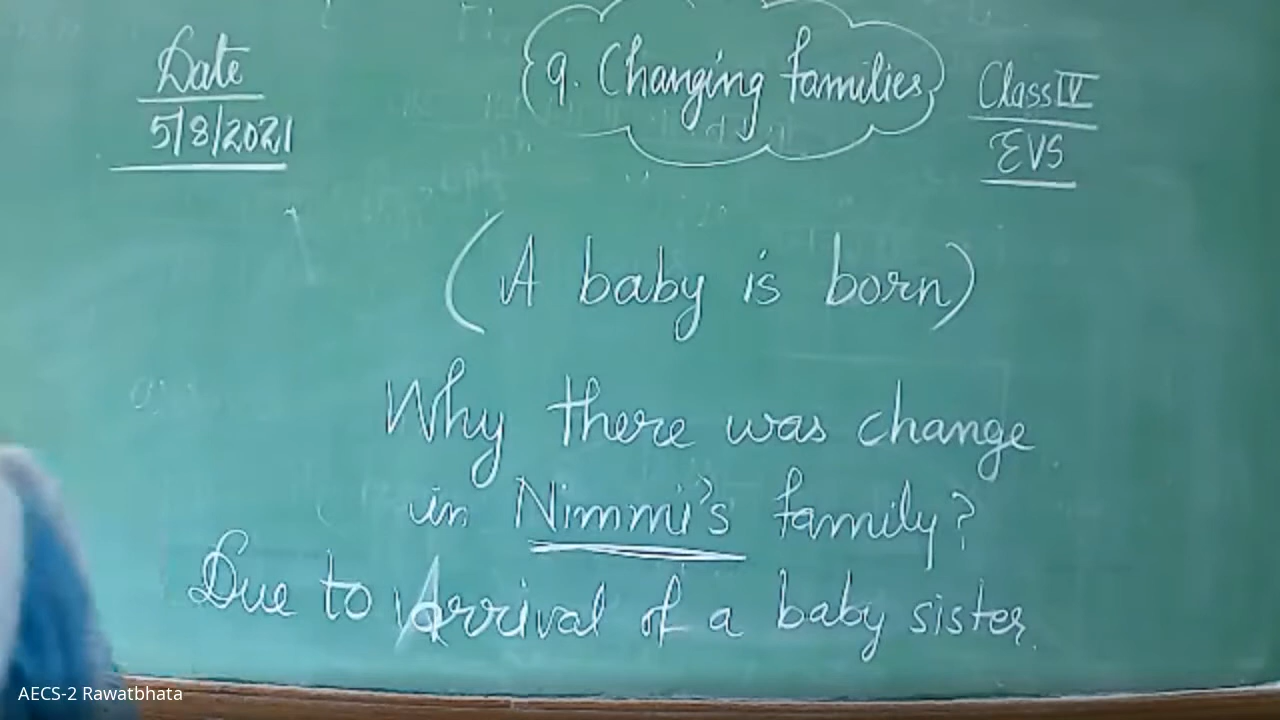 Date
5/8/2021
9. Changing families
Class IV
EVS
(A baby is born)
Why there was change
in Nimmi's family?
Due to Arrival of a baby sister
AECS-2 Rawatbhata